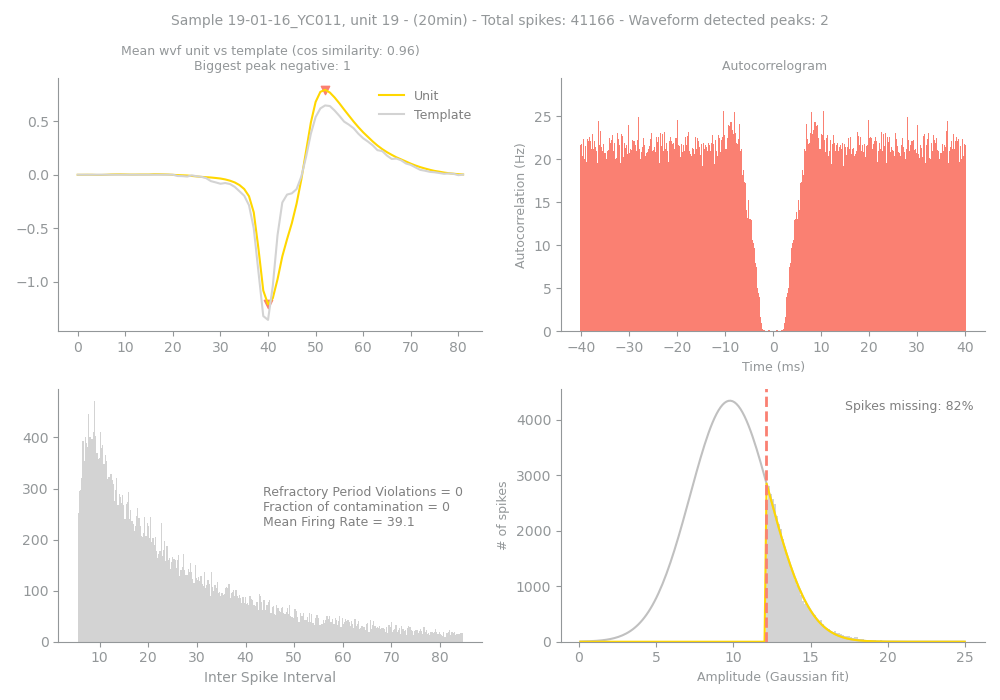 Sample 19-01-16_YC011, unit 19 - (20min) - Total spikes: 41166 - Waveform detected peaks: 2
Mean wvf unit vs template (cos similarity: 0.96)
Biggest peak negative: 1
Unit
Template
0.5
0.0
−0.5
−1.0
0 10 20 30 40 50 60 70 80
Autocorrelogram
Autocorrelation (Hz)
25
20
15
10
5
0
−40 −30 −20 −10 0 10 20 30 40
Time (ms)
400
300
200
100
0
Refractory Period Violations = 0
Fraction of contamination = 0
Mean Firing Rate = 39.1
10 20 30 40 50 60 70 80
Inter Spike Interval
# of spikes
4000
3000
2000
1000
0
Spikes missing: 82%
0 5 10 15 20 25
Amplitude (Gaussian fit)